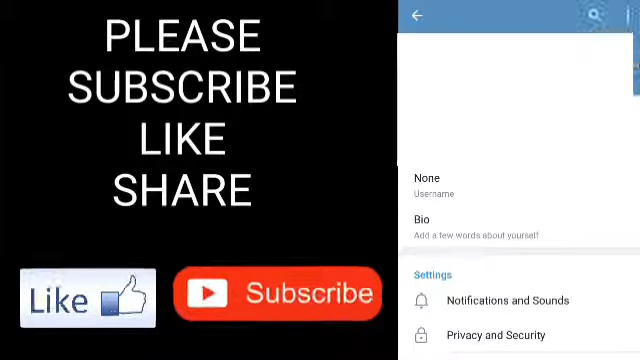 PLEASE
SUBSCRIBE
LIKE
SHARE
Like
Subscribe
None
Username
Bio
Add a few words about yourself
Settings
Notifications and Sounds
Privacy and Security